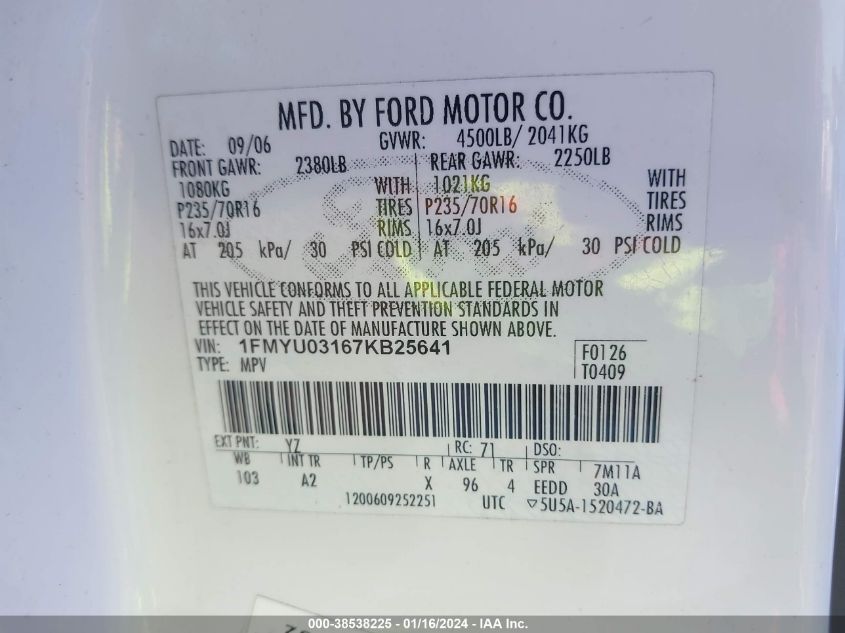 MFD. BY FORD MOTOR CO.
DATE: 09/06 GVWR: 4500LB/ 2041KG
FRONT GAWR: 2380LB REAR GAWR: 2250LB
1080KG WITH 1021KG WITH
P235/70R16 TIRES P235/70R16 TIRES
16x7.0J RIMS 16x7.0J RIMS
AT 205 kPa/ 30 PSI COLD AT 205 kPa/ 30 PSI COLD
THIS VEHICLE CONFORMS TO ALL APPLICABLE FEDERAL MOTOR
VEHICLE SAFETY AND THEFT PREVENTION STANDARDS IN
EFFECT ON THE DATE OF MANUFACTURE SHOWN ABOVE.
VIN: 1FMYU03167KB25641 F0126
TYPE: MPV T0409
EXT PNT: YZ RC: 71 DSO:
WB INT TR TP/PS R AXLE TR SPR 7M11A
103 A2 X 96 4 EEDD 30A
1200609252251 UTC ▽5U5A-1520472-BA
000-38538225 - 01/16/2024 - IAA Inc.